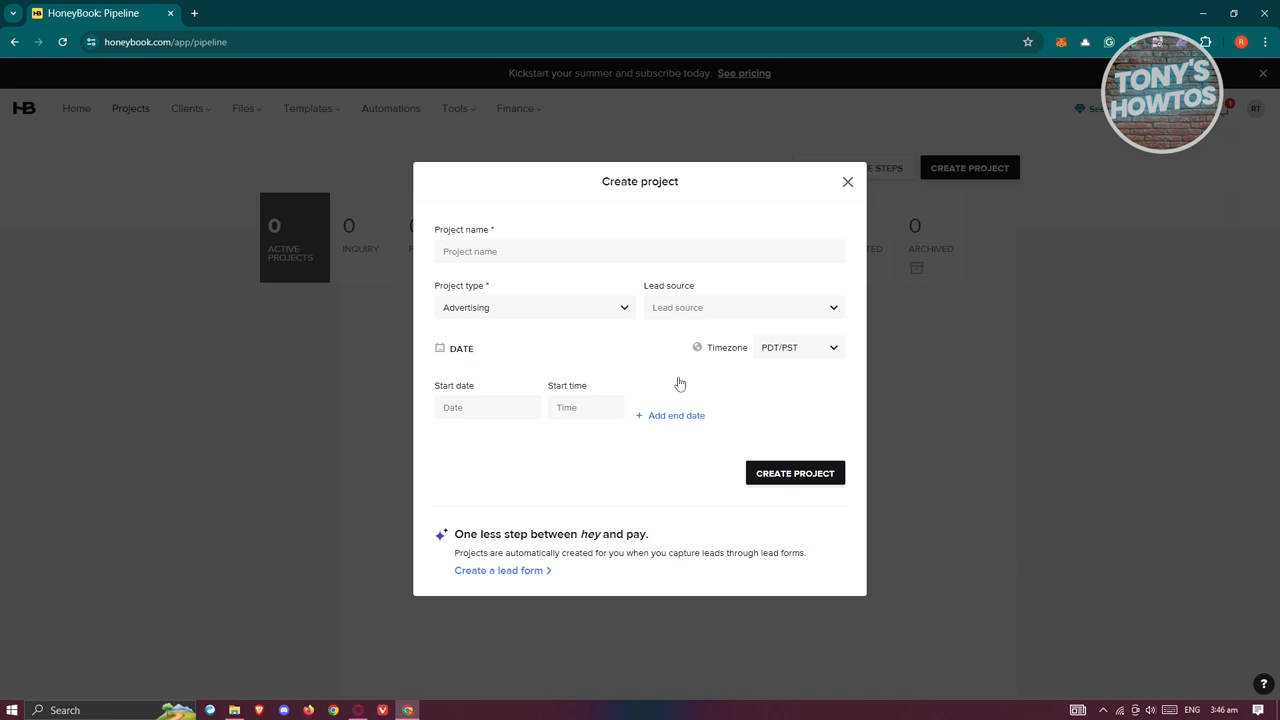 HoneyBook: Pipeline
honeybook.com/app/pipeline
R
Kickstart your summer and subscribe today. See pricing
HB Home Projects Clients Files Templates Automations Tools Finance
1 RT
TONY'S
HOWTOS
E STEPS CREATE PROJECT
0 0 0
ACTIVE
PROJECTS
INQUIRY
TED ARCHIVED
Create project
Project name *
Project name
Project type * Lead source
Advertising Lead source
DATE Timezone PDT/PST
Start date Start time
Date Time + Add end date
CREATE PROJECT
One less step between hey and pay.
Projects are automatically created for you when you capture leads through lead forms.
Create a lead form >
?
Search ENG 3:46 am